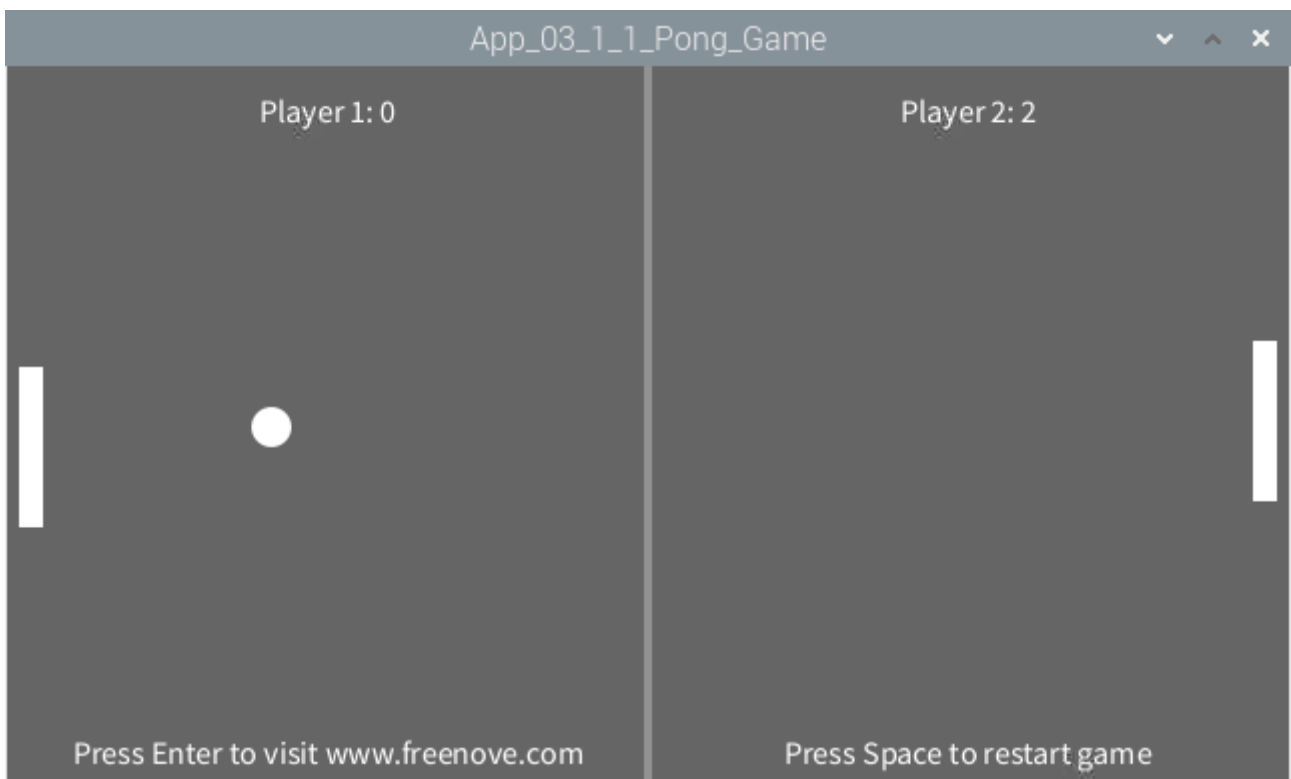 App_03_1_1_Pong_Game
Player 1: 0
Player 2: 2
Press Enter to visit www.freenove.com
Press Space to restart game